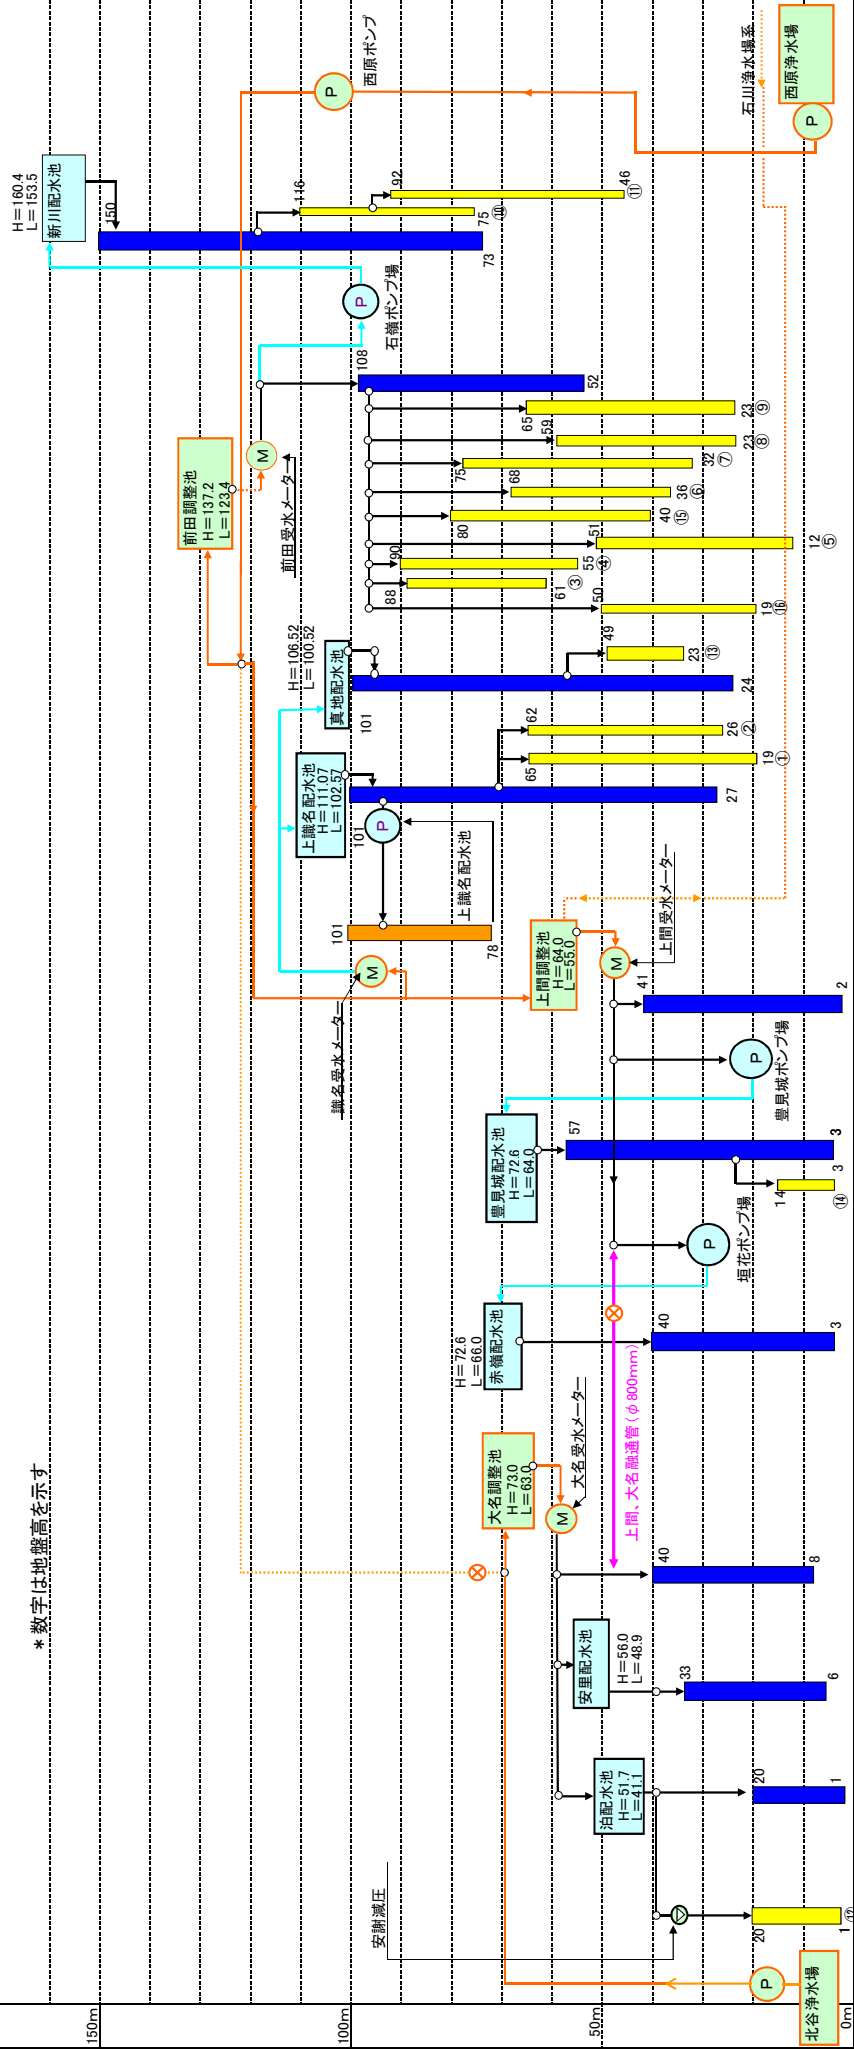 ＊数字は地盤高を示す
150m
100m
50m
0m
北谷浄水場
P
安謝減圧
20
1
⑫
泊配水池
H＝51.7
L＝41.1
20
1
安里配水池
H＝56.0
L＝48.9
33
6
大名調整池
H＝73.0
L＝63.0
M
大名受水メーター
40
8
上間、大名融通管（φ800mm）
H＝72.6
L＝66.0
赤嶺配水池
40
3
P
垣花ポンプ場
豊見城配水池
H＝72.6
L＝64.0
57
3
14
3
⑭
P
豊見城ポンプ場
41
2
上間調整池
H＝64.0
L＝55.0
M
上間受水メーター
識名受水メーター
M
101
78
上識名配水池
P
上識名配水池
H＝111.07
L＝102.57
101
27
65
19
①
62
26
②
H＝106.52
L＝100.52
真地配水池
101
24
49
23
⑬
50
19
⑯
88
61
③
90
55
④
51
12
⑤
80
40
⑮
68
36
⑥
75
32
⑦
59
23
⑧
65
23
⑨
108
52
前田調整池
H＝137.2
L＝123.4
M
前田受水メーター
P
石嶺ポンプ場
H＝160.4
L＝153.5
新川配水池
150
73
116
75
⑩
92
46
⑪
P
西原ポンプ
石川浄水場系
西原浄水場
P